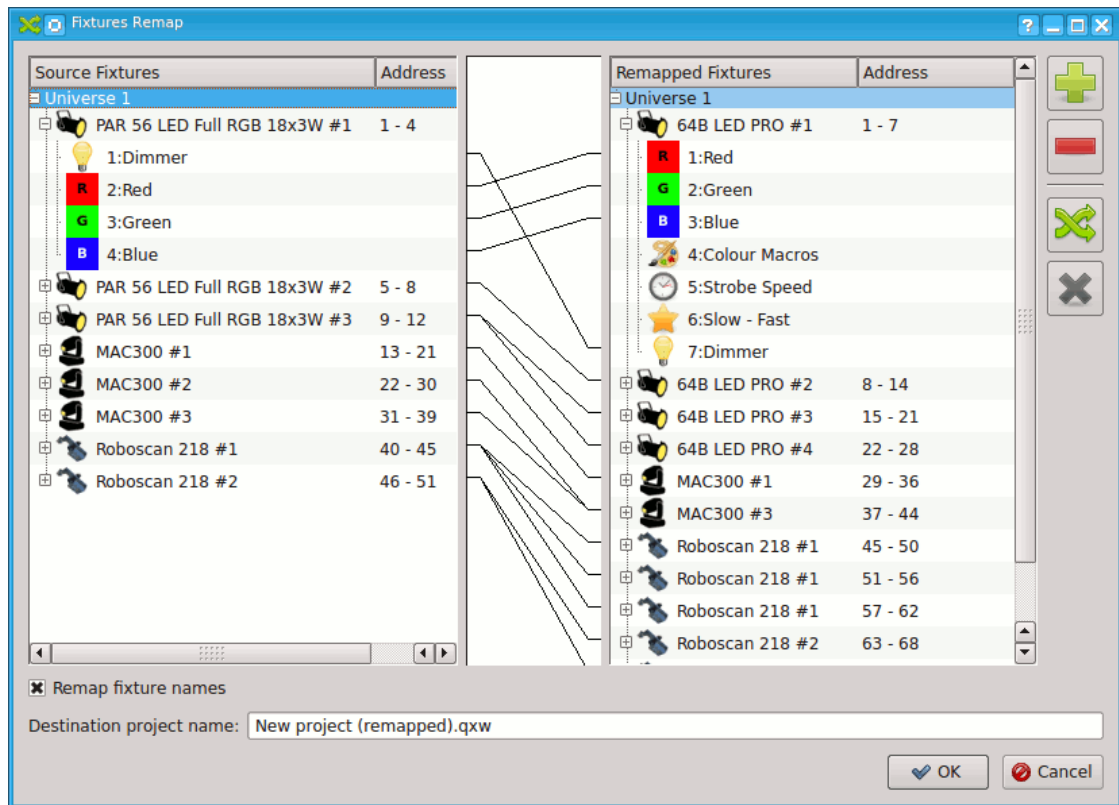 Fixtures Remap
?
Source Fixtures Address
Universe 1
PAR 56 LED Full RGB 18x3W #1 1 - 4
1:Dimmer
R 2:Red
G 3:Green
B 4:Blue
PAR 56 LED Full RGB 18x3W #2 5 - 8
PAR 56 LED Full RGB 18x3W #3 9 - 12
MAC300 #1 13 - 21
MAC300 #2 22 - 30
MAC300 #3 31 - 39
Roboscan 218 #1 40 - 45
Roboscan 218 #2 46 - 51
Remapped Fixtures Address
Universe 1
64B LED PRO #1 1 - 7
R 1:Red
G 2:Green
B 3:Blue
4:Colour Macros
5:Strobe Speed
6:Slow - Fast
7:Dimmer
64B LED PRO #2 8 - 14
64B LED PRO #3 15 - 21
64B LED PRO #4 22 - 28
MAC300 #1 29 - 36
MAC300 #3 37 - 44
Roboscan 218 #1 45 - 50
Roboscan 218 #1 51 - 56
Roboscan 218 #1 57 - 62
Roboscan 218 #2 63 - 68
Remap fixture names
Destination project name: New project (remapped).qxw
OK Cancel